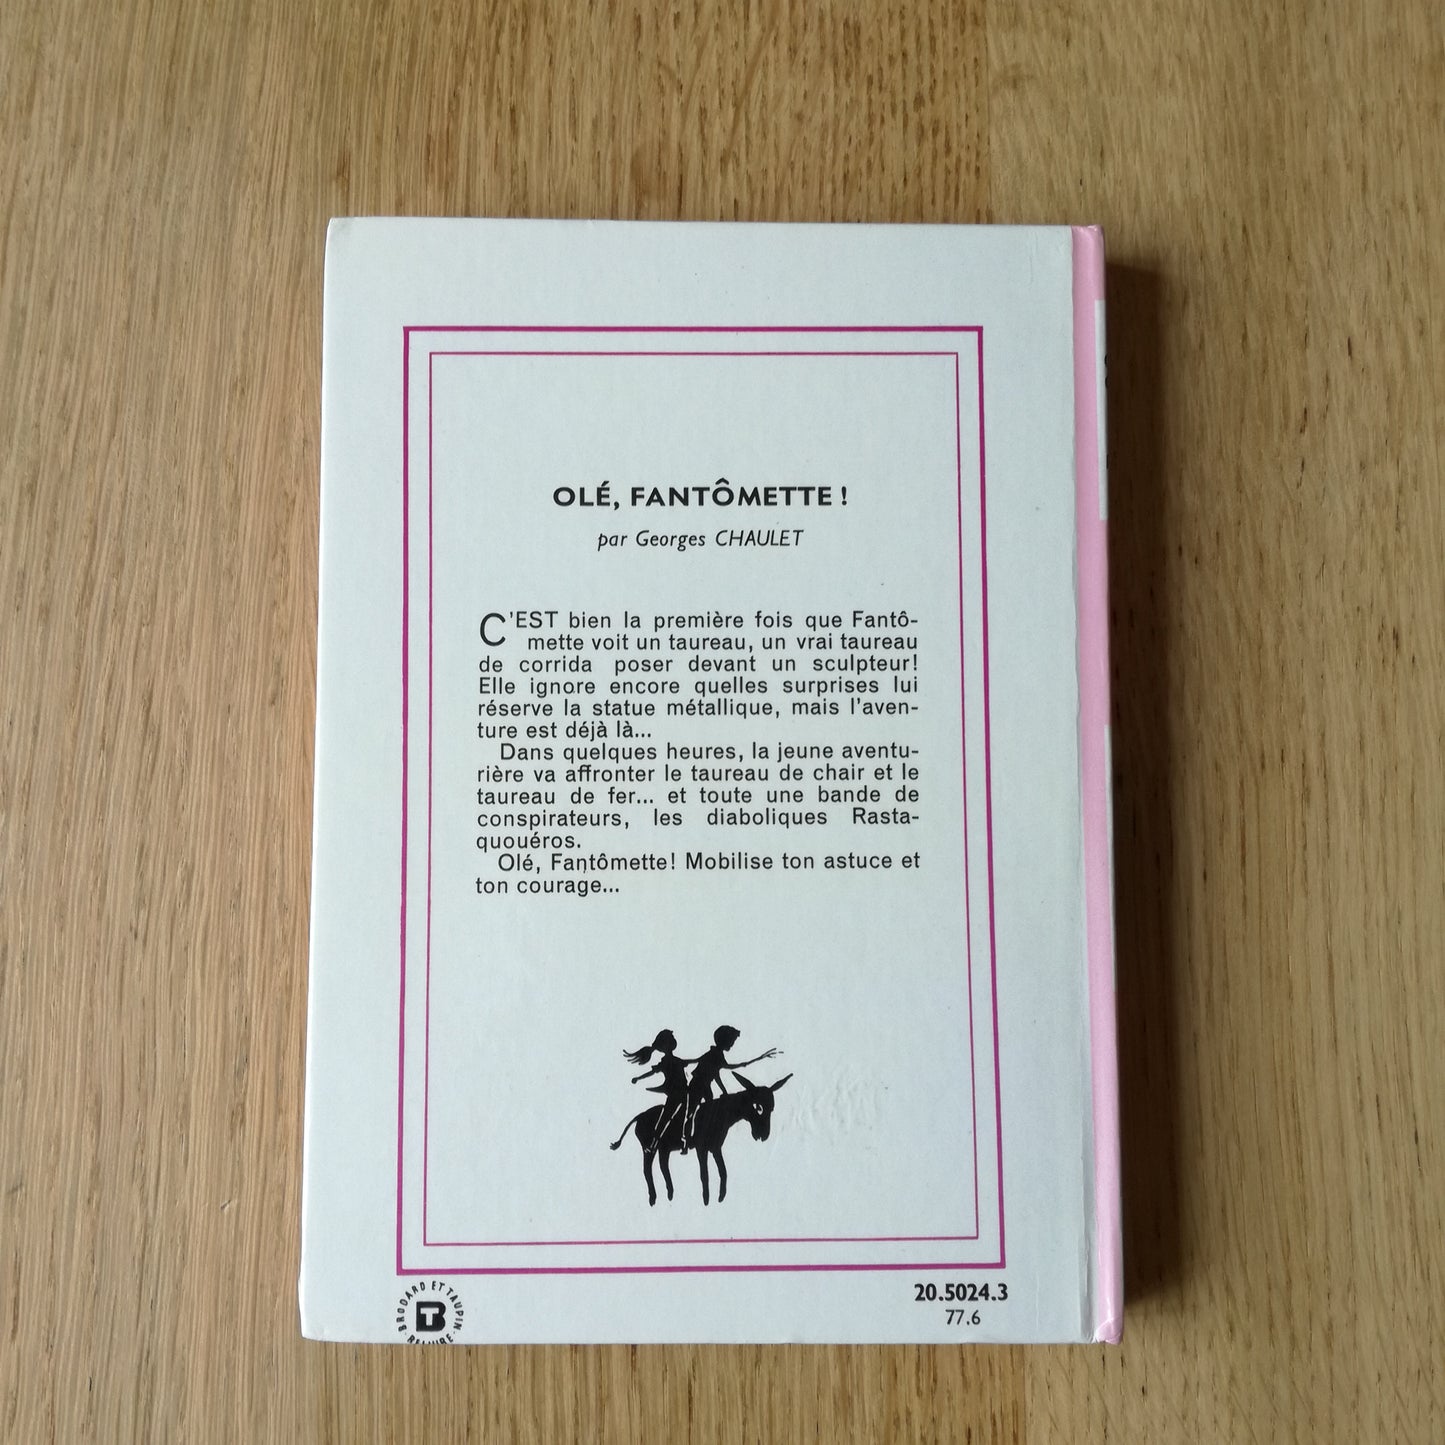 OLÉ, FANTÔMETTE !
par Georges CHAULET
C'EST bien la première fois que Fantô-
mette voit un taureau, un vrai taureau
de corrida poser devant un sculpteur!
Elle ignore encore quelles surprises lui
réserve la statue métallique, mais l'aven-
ture est déjà là...
Dans quelques heures, la jeune aventu-
rière va affronter le taureau de chair et le
taureau de fer... et toute une bande de
conspirateurs, les diaboliques Rasta-
quouéros.
Olé, Fantômette! Mobilise ton astuce et
ton courage...
BRODARD ET TAUPIN
20.5024.3
77.6